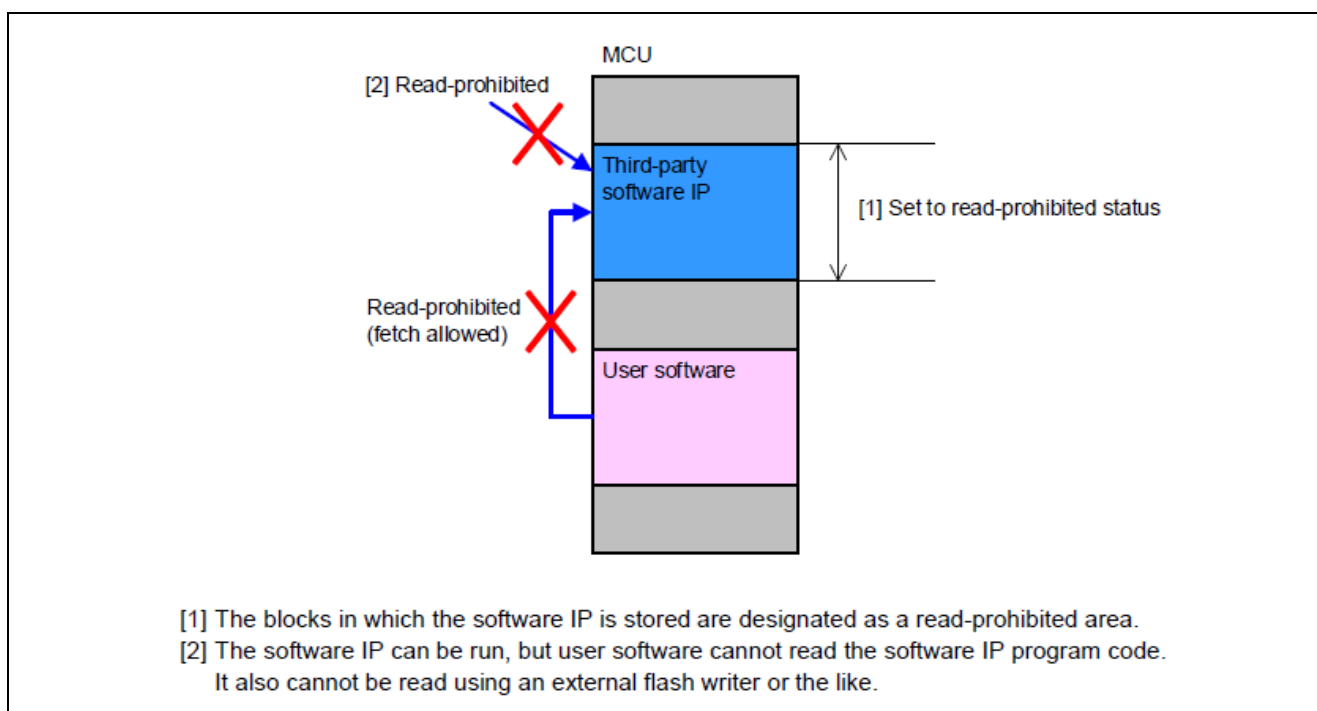 MCU
[2] Read-prohibited
Third-party
software IP
[1] Set to read-prohibited status
Read-prohibited
(fetch allowed)
User software
[1] The blocks in which the software IP is stored are designated as a read-prohibited area.
[2] The software IP can be run, but user software cannot read the software IP program code.
It also cannot be read using an external flash writer or the like.